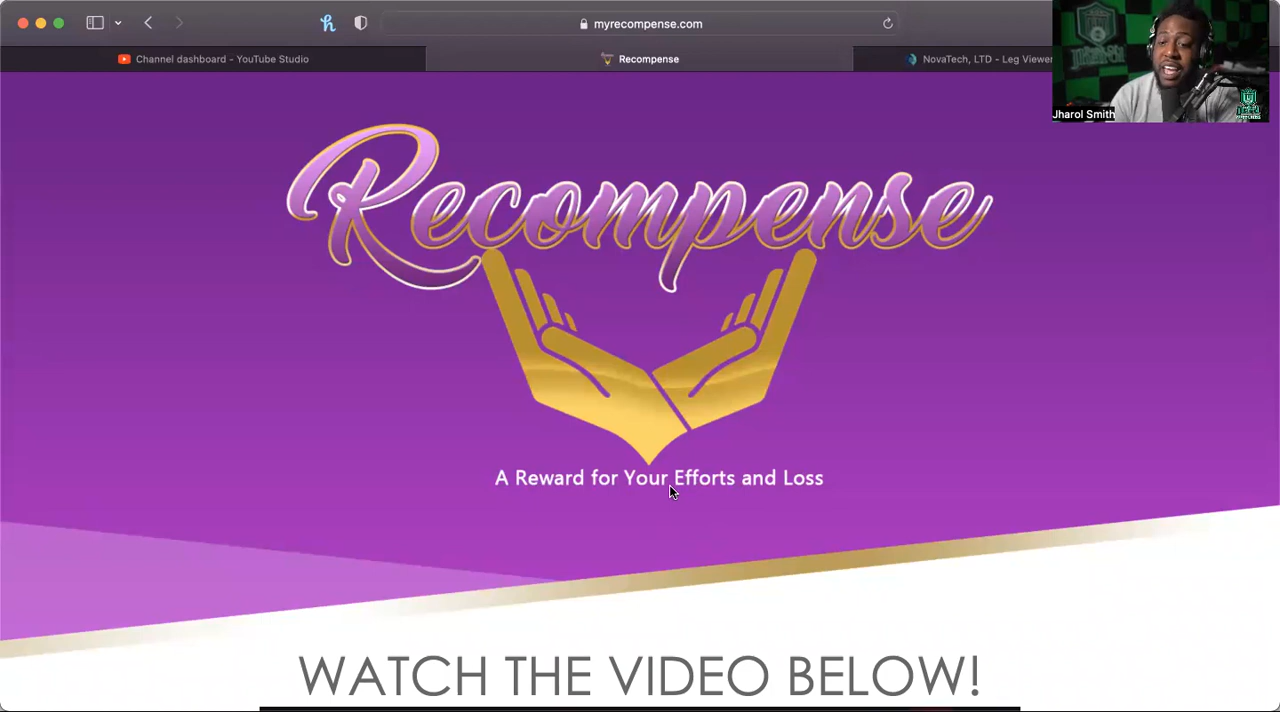 myrecompense.com
Channel dashboard - YouTube Studio
Recompense
NovaTech, LTD - Leg Viewer
Jharol Smith
Recompense
A Reward for Your Efforts and Loss
WATCH THE VIDEO BELOW!